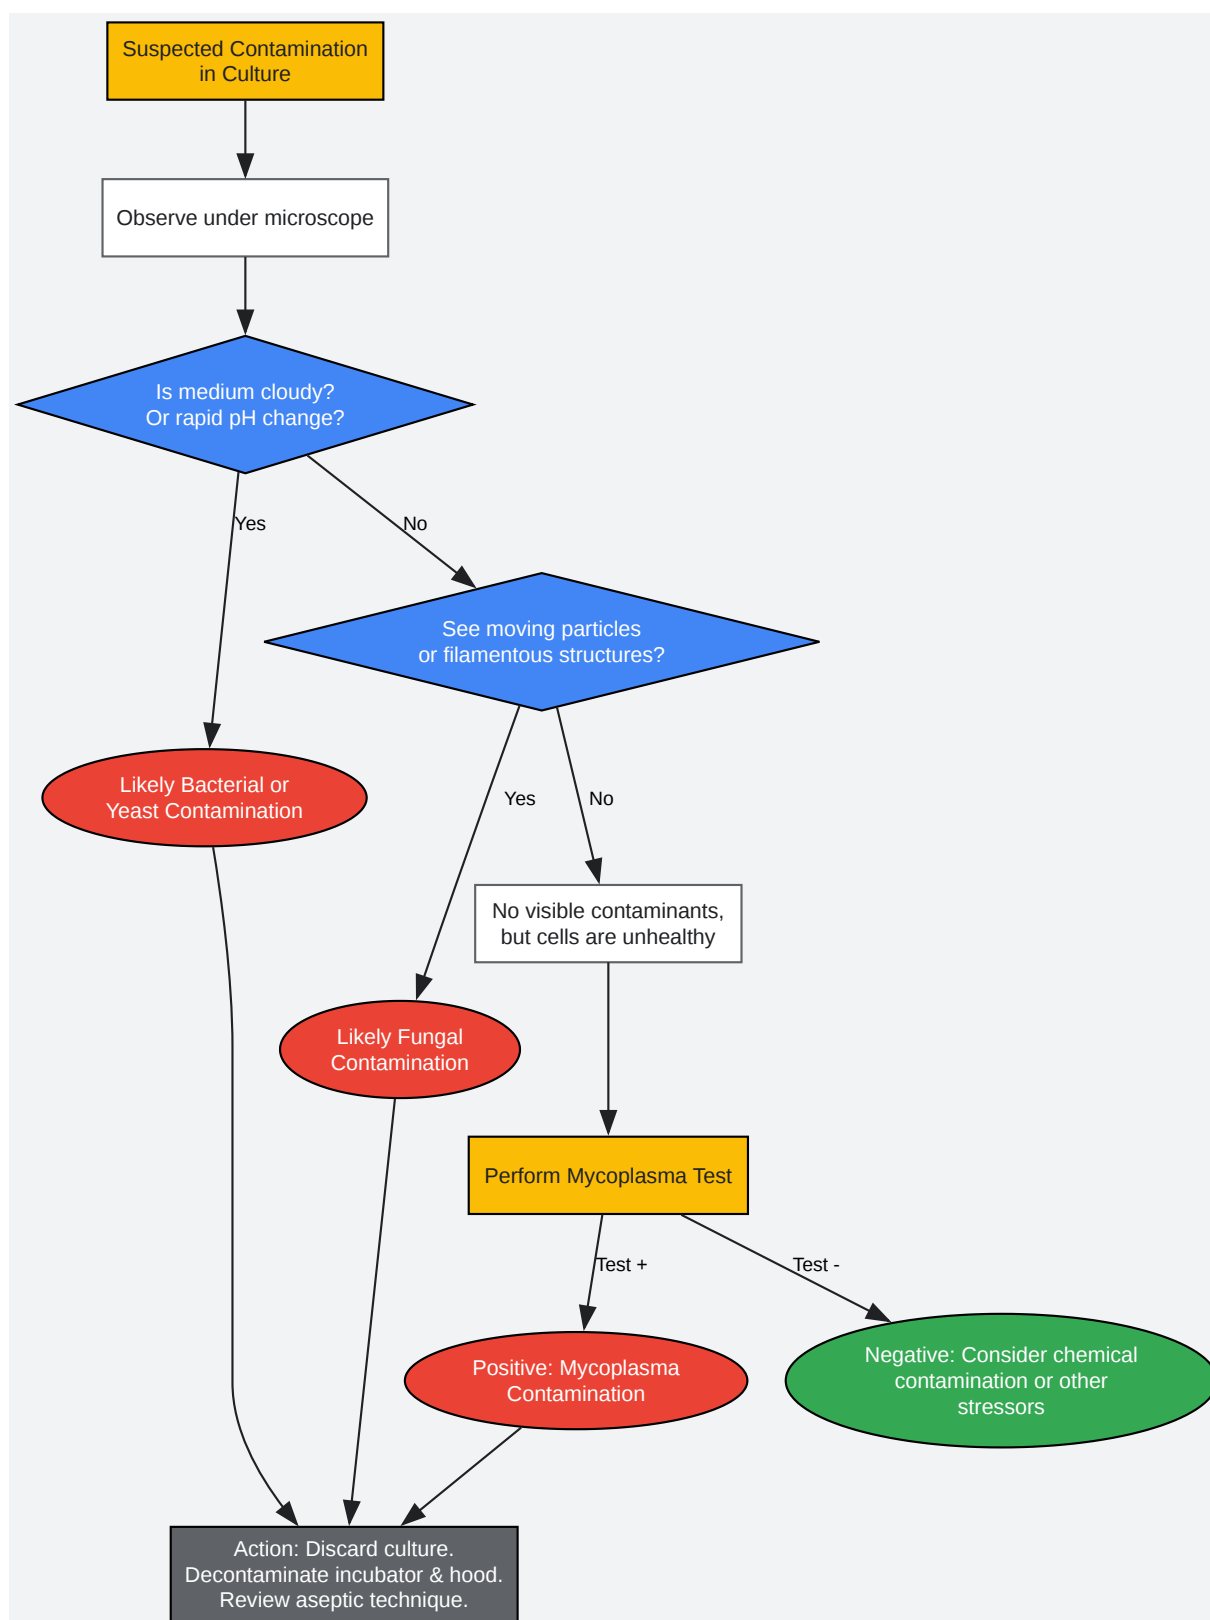 Suspected Contamination
in Culture
Observe under microscope
Is medium cloudy?
Or rapid pH change?
Yes
No
See moving particles
or filamentous structures?
Likely Bacterial or
Yeast Contamination
Yes
No
No visible contaminants,
but cells are unhealthy
Likely Fungal
Contamination
Perform Mycoplasma Test
Test +
Test -
Positive: Mycoplasma
Contamination
Negative: Consider chemical
contamination or other
stressors
Action: Discard culture.
Decontaminate incubator & hood.
Review aseptic technique.